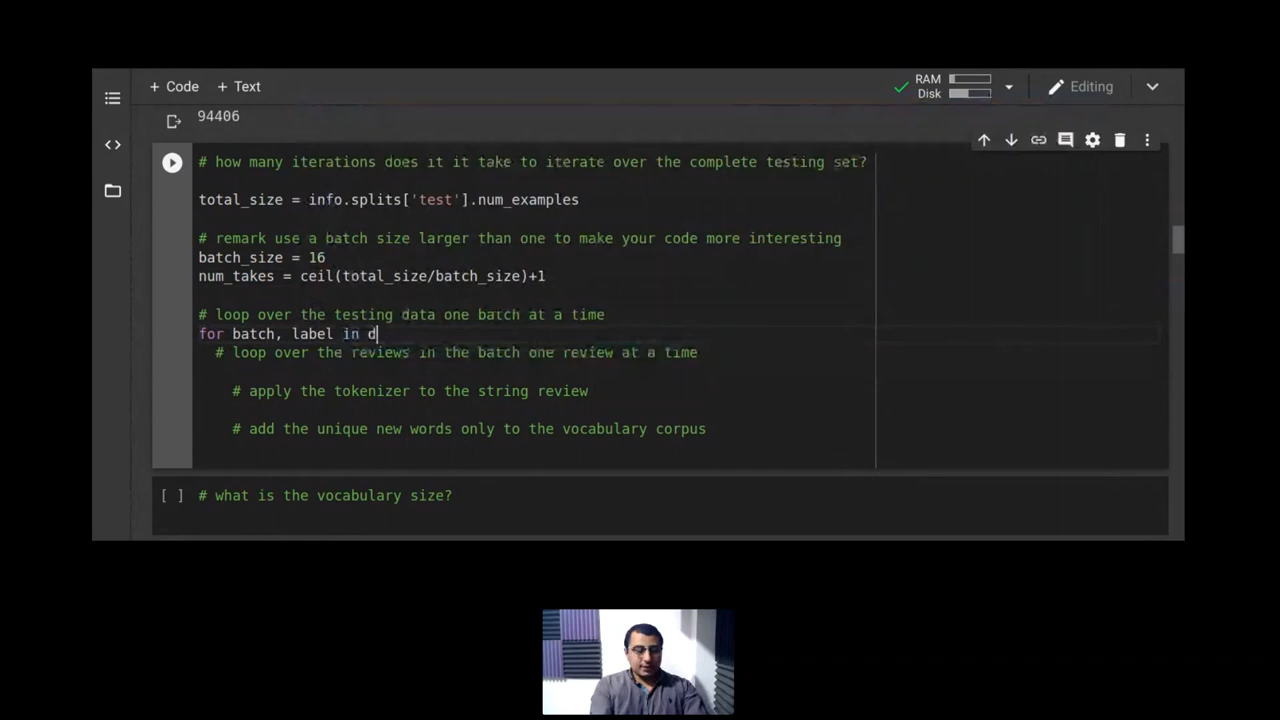 + Code + Text
RAM
Disk
Editing
94406
# how many iterations does it it take to iterate over the complete testing set?
total_size = info.splits['test'].num_examples
# remark use a batch size larger than one to make your code more interesting
batch_size = 16
num_takes = ceil(total_size/batch_size)+1
# loop over the testing data one batch at a time
for batch, label in d
# loop over the reviews in the batch one review at a time
# apply the tokenizer to the string review
# add the unique new words only to the vocabulary corpus
[ ] # what is the vocabulary size?